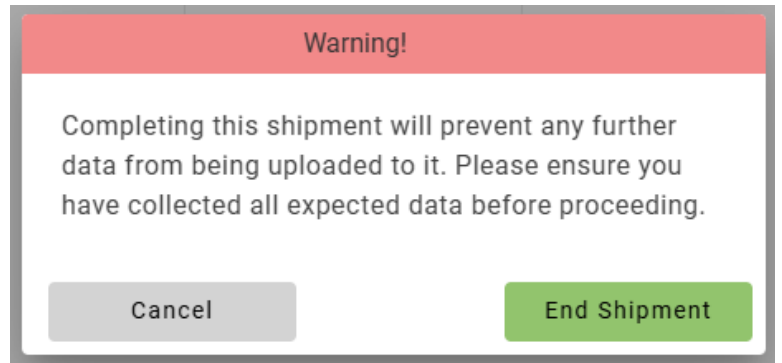 Warning!
Completing this shipment will prevent any further
data from being uploaded to it. Please ensure you
have collected all expected data before proceeding.
Cancel
End Shipment